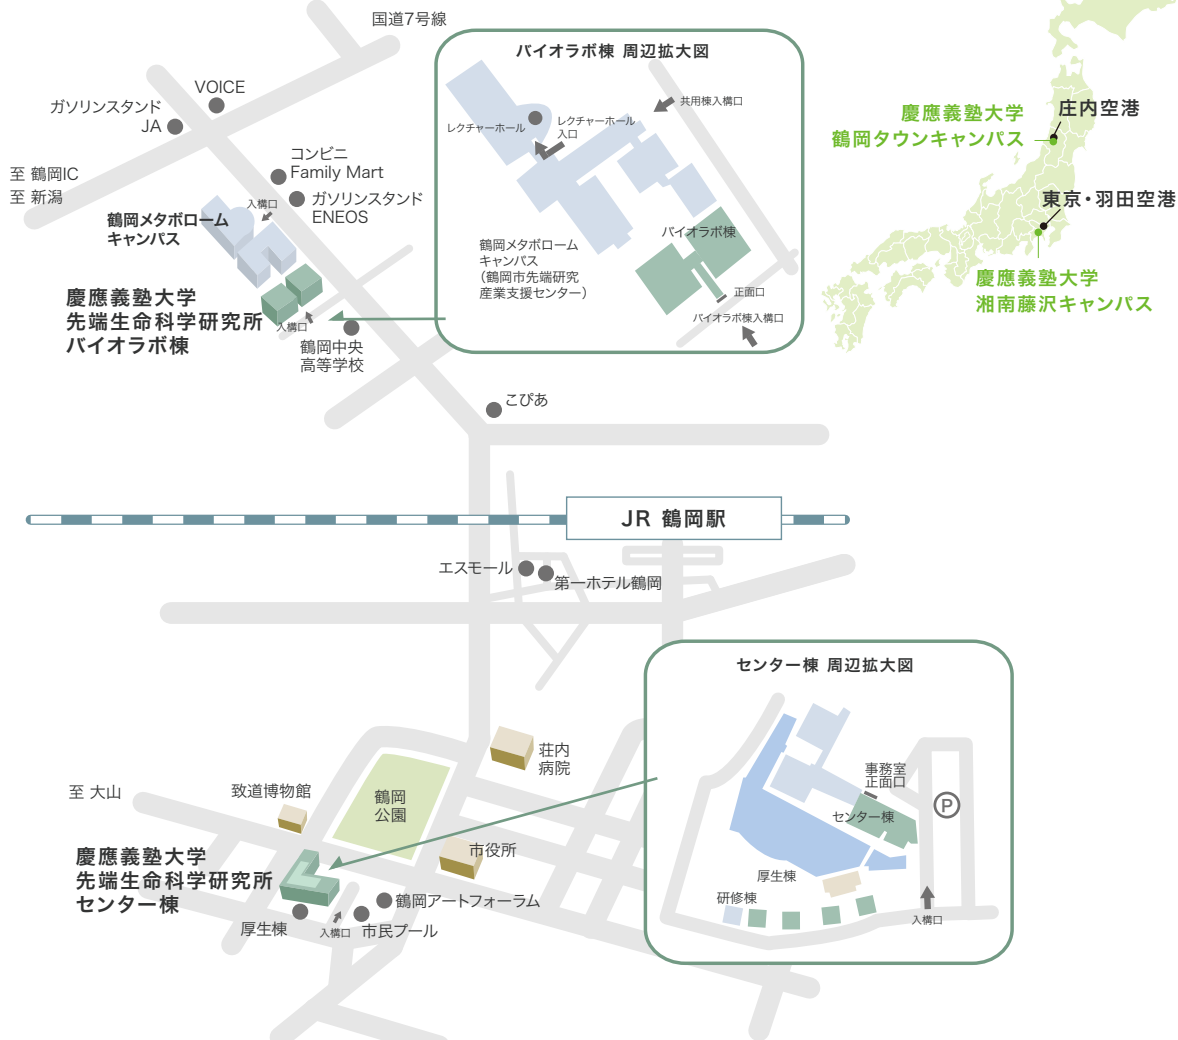 国道7号線
VOICE
ガソリンスタンド
JA
コンビニ
Family Mart
ガソリンスタンド
ENEOS
至 鶴岡IC
至 新潟
入構口
鶴岡メタボローム
キャンパス
慶應義塾大学
先端生命科学研究所
バイオラボ棟
入構口
鶴岡中央
高等学校
バイオラボ棟 周辺拡大図
共用棟入構口
レクチャーホール
レクチャーホール
入口
バイオラボ棟
鶴岡メタボローム
キャンパス
（鶴岡市先端研究
産業支援センター）
正面口
バイオラボ棟入構口
慶應義塾大学
鶴岡タウンキャンパス
庄内空港
東京・羽田空港
慶應義塾大学
湘南藤沢キャンパス
こぴあ
JR 鶴岡駅
エスモール
第一ホテル鶴岡
荘内
病院
至 大山
致道博物館
鶴岡
公園
市役所
慶應義塾大学
先端生命科学研究所
センター棟
鶴岡アートフォーラム
厚生棟
入構口
市民プール
センター棟 周辺拡大図
事務室
正面口
P
センター棟
厚生棟
研修棟
入構口